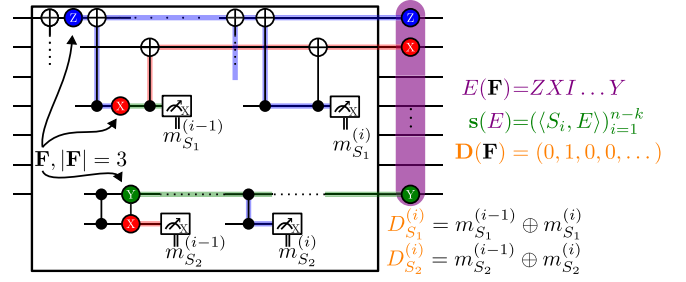 Z
Z
X
X
X
X
E(F)=ZXI...Y
m_{S_1}^{(i-1)}
m_{S_1}^{(i)}
s(E)=(⟨S_i, E⟩)_{i=1}^{n-k}
F, |F| = 3
D(F) = (0, 1, 0, 0, ...)
Y
Y
X
X
X
D_{S_1}^{(i)} = m_{S_1}^{(i-1)} ⊕ m_{S_1}^{(i)}
m_{S_2}^{(i-1)}
m_{S_2}^{(i)}
D_{S_2}^{(i)} = m_{S_2}^{(i-1)} ⊕ m_{S_2}^{(i)}